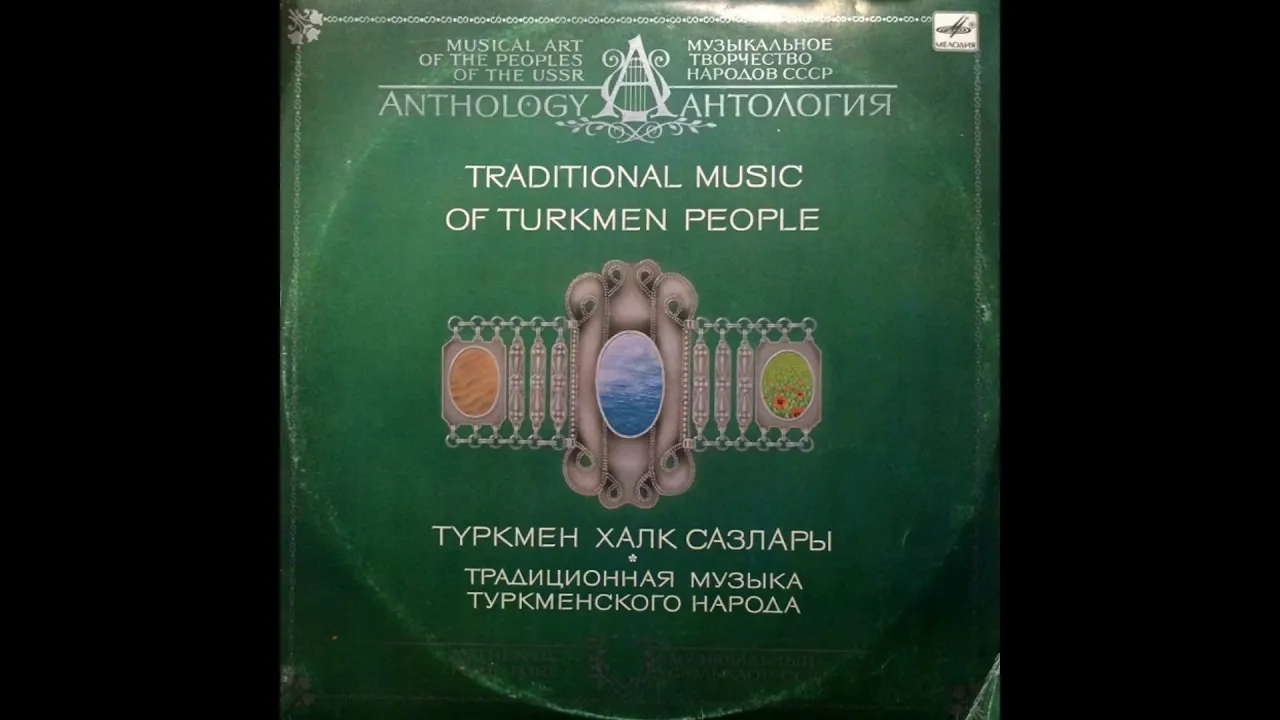 MUSICAL ART
OF THE PEOPLES
OF THE USSR
МУЗЫКАЛЬНОЕ
ТВОРЧЕСТВО
НАРОДОВ СССР
МЕЛОДИЯ
ANTHOLOGY
АНТОЛОГИЯ
TRADITIONAL MUSIC
OF TURKMEN PEOPLE
ТҮРКМЕН ХАЛК САЗЛАРЫ
ТРАДИЦИОННАЯ МУЗЫКА
ТУРКМЕНСКОГО НАРОДА